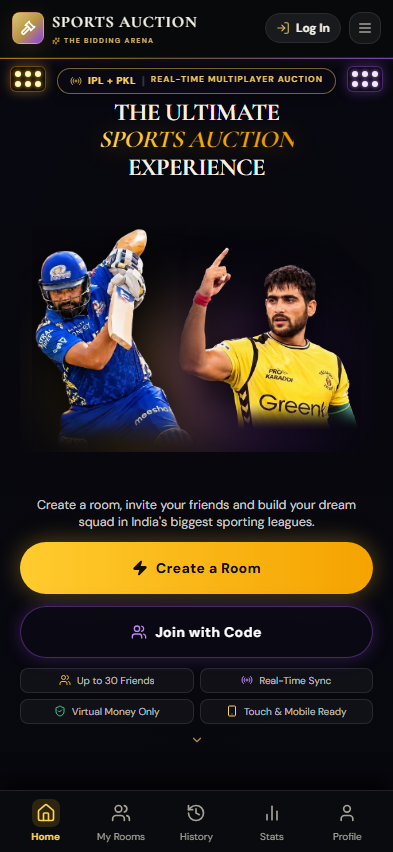 SPORTS AUCTION
THE BIDDING ARENA
Log In
IPL + PKL | REAL-TIME MULTIPLAYER AUCTION
THE ULTIMATE
SPORTS AUCTION
EXPERIENCE
meesho
PRO
KABADDI
Green
Create a room, invite your friends and build your dream
squad in India's biggest sporting leagues.
Create a Room
Join with Code
Up to 30 Friends
Real-Time Sync
Virtual Money Only
Touch & Mobile Ready
Home
My Rooms
History
Stats
Profile